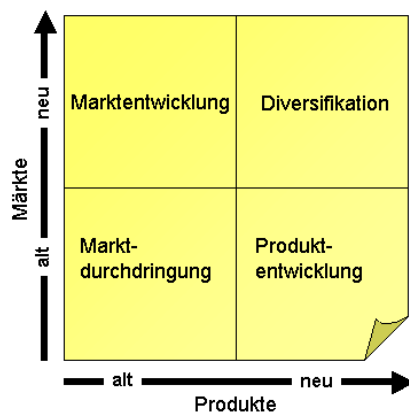 Märkte
neu
alt
Marktentwicklung
Diversifikation
Markt-
durchdringung
Produkt-
entwicklung
alt
neu
Produkte